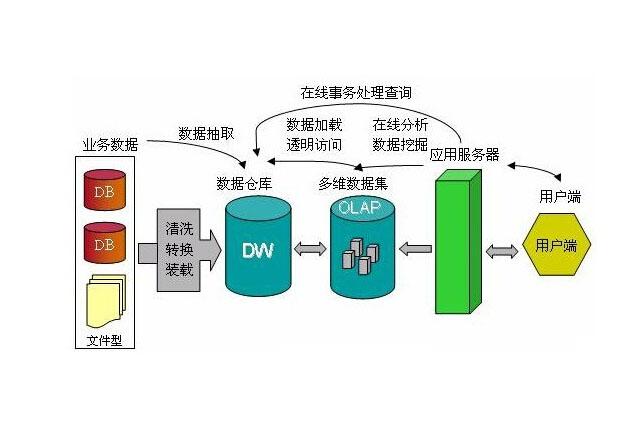 在线事务处理查询
数据抽取
数据加载
透明访问
在线分析
数据挖掘
业务数据
应用服务器
数据仓库
多维数据集
用户端
DB
DB
文件型
清洗
转换
装载
DW
OLAP
用户端